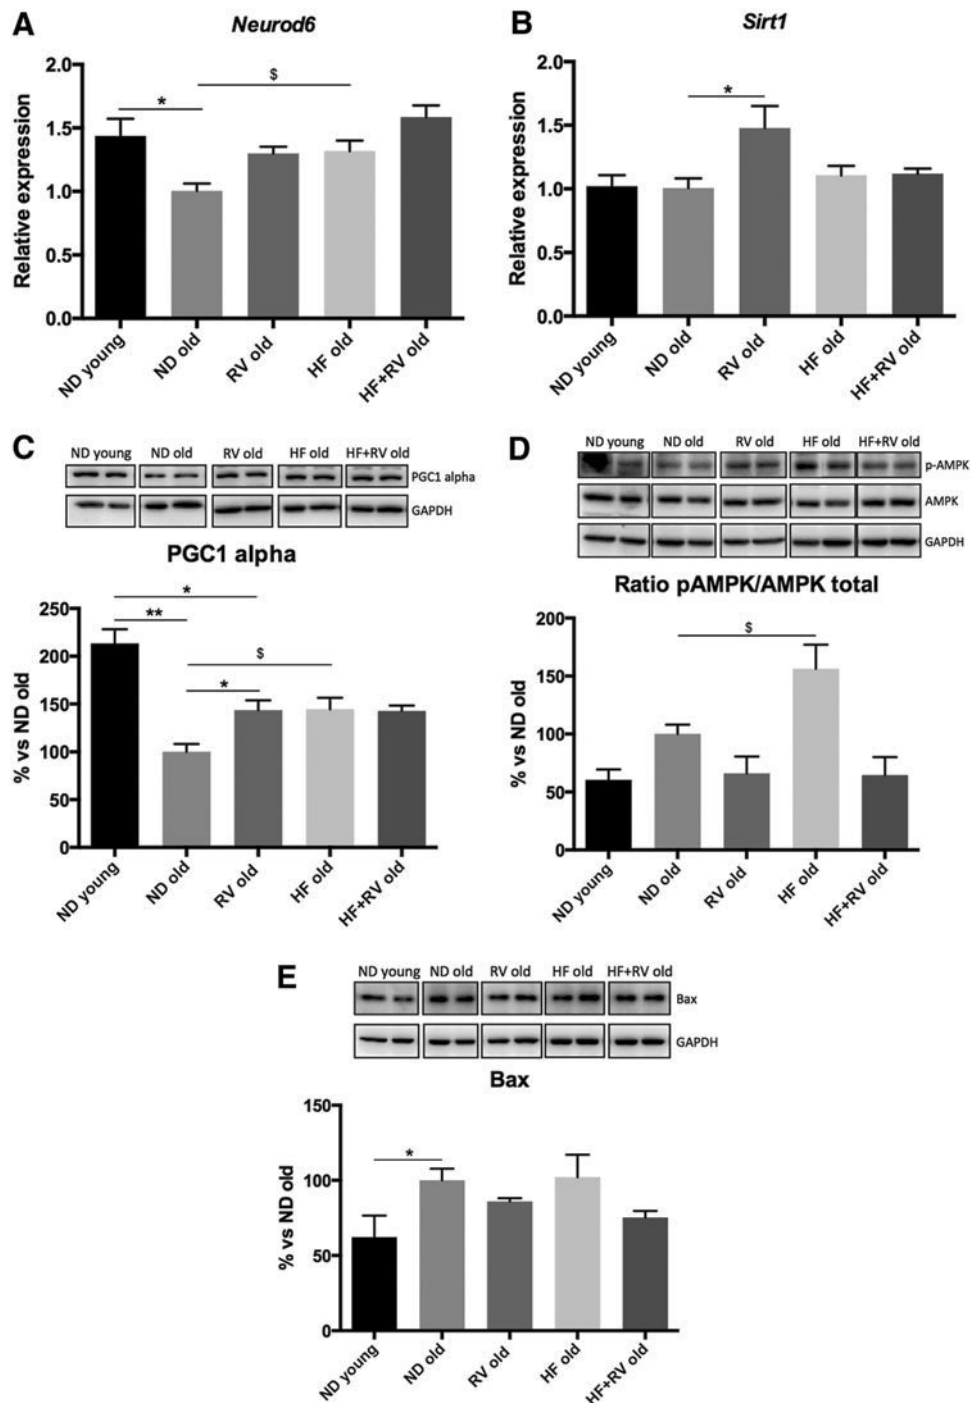 A
Neurod6
Relative expression
2.0
1.5
1.0
0.5
0.0
*
$
ND young
ND old
RV old
HF old
HF+RV old
B
Sirt1
Relative expression
2.0
1.5
1.0
0.5
0.0
*
ND young
ND old
RV old
HF old
HF+RV old
C
ND young ND old RV old HF old HF+RV old
PGC1 alpha
GAPDH
PGC1 alpha
% vs ND old
250
200
150
100
50
0
*
**
$
*
ND young
ND old
RV old
HF old
HF+RV old
D
ND young ND old RV old HF old HF+RV old
p-AMPK
AMPK
GAPDH
Ratio pAMPK/AMPK total
% vs ND old
200
150
100
50
0
$
ND young
ND old
RV old
HF old
HF+RV old
E
ND young ND old RV old HF old HF+RV old
Bax
GAPDH
Bax
% vs ND old
150
100
50
0
*
ND young
ND old
RV old
HF old
HF+RV old